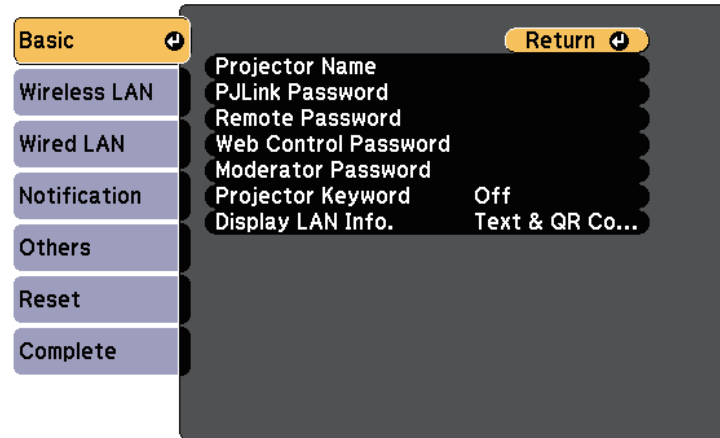 Basic
Wireless LAN
Wired LAN
Notification
Others
Reset
Complete
Return
Projector Name
PJLink Password
Remote Password
Web Control Password
Moderator Password
Projector Keyword Off
Display LAN Info. Text & QR Co...